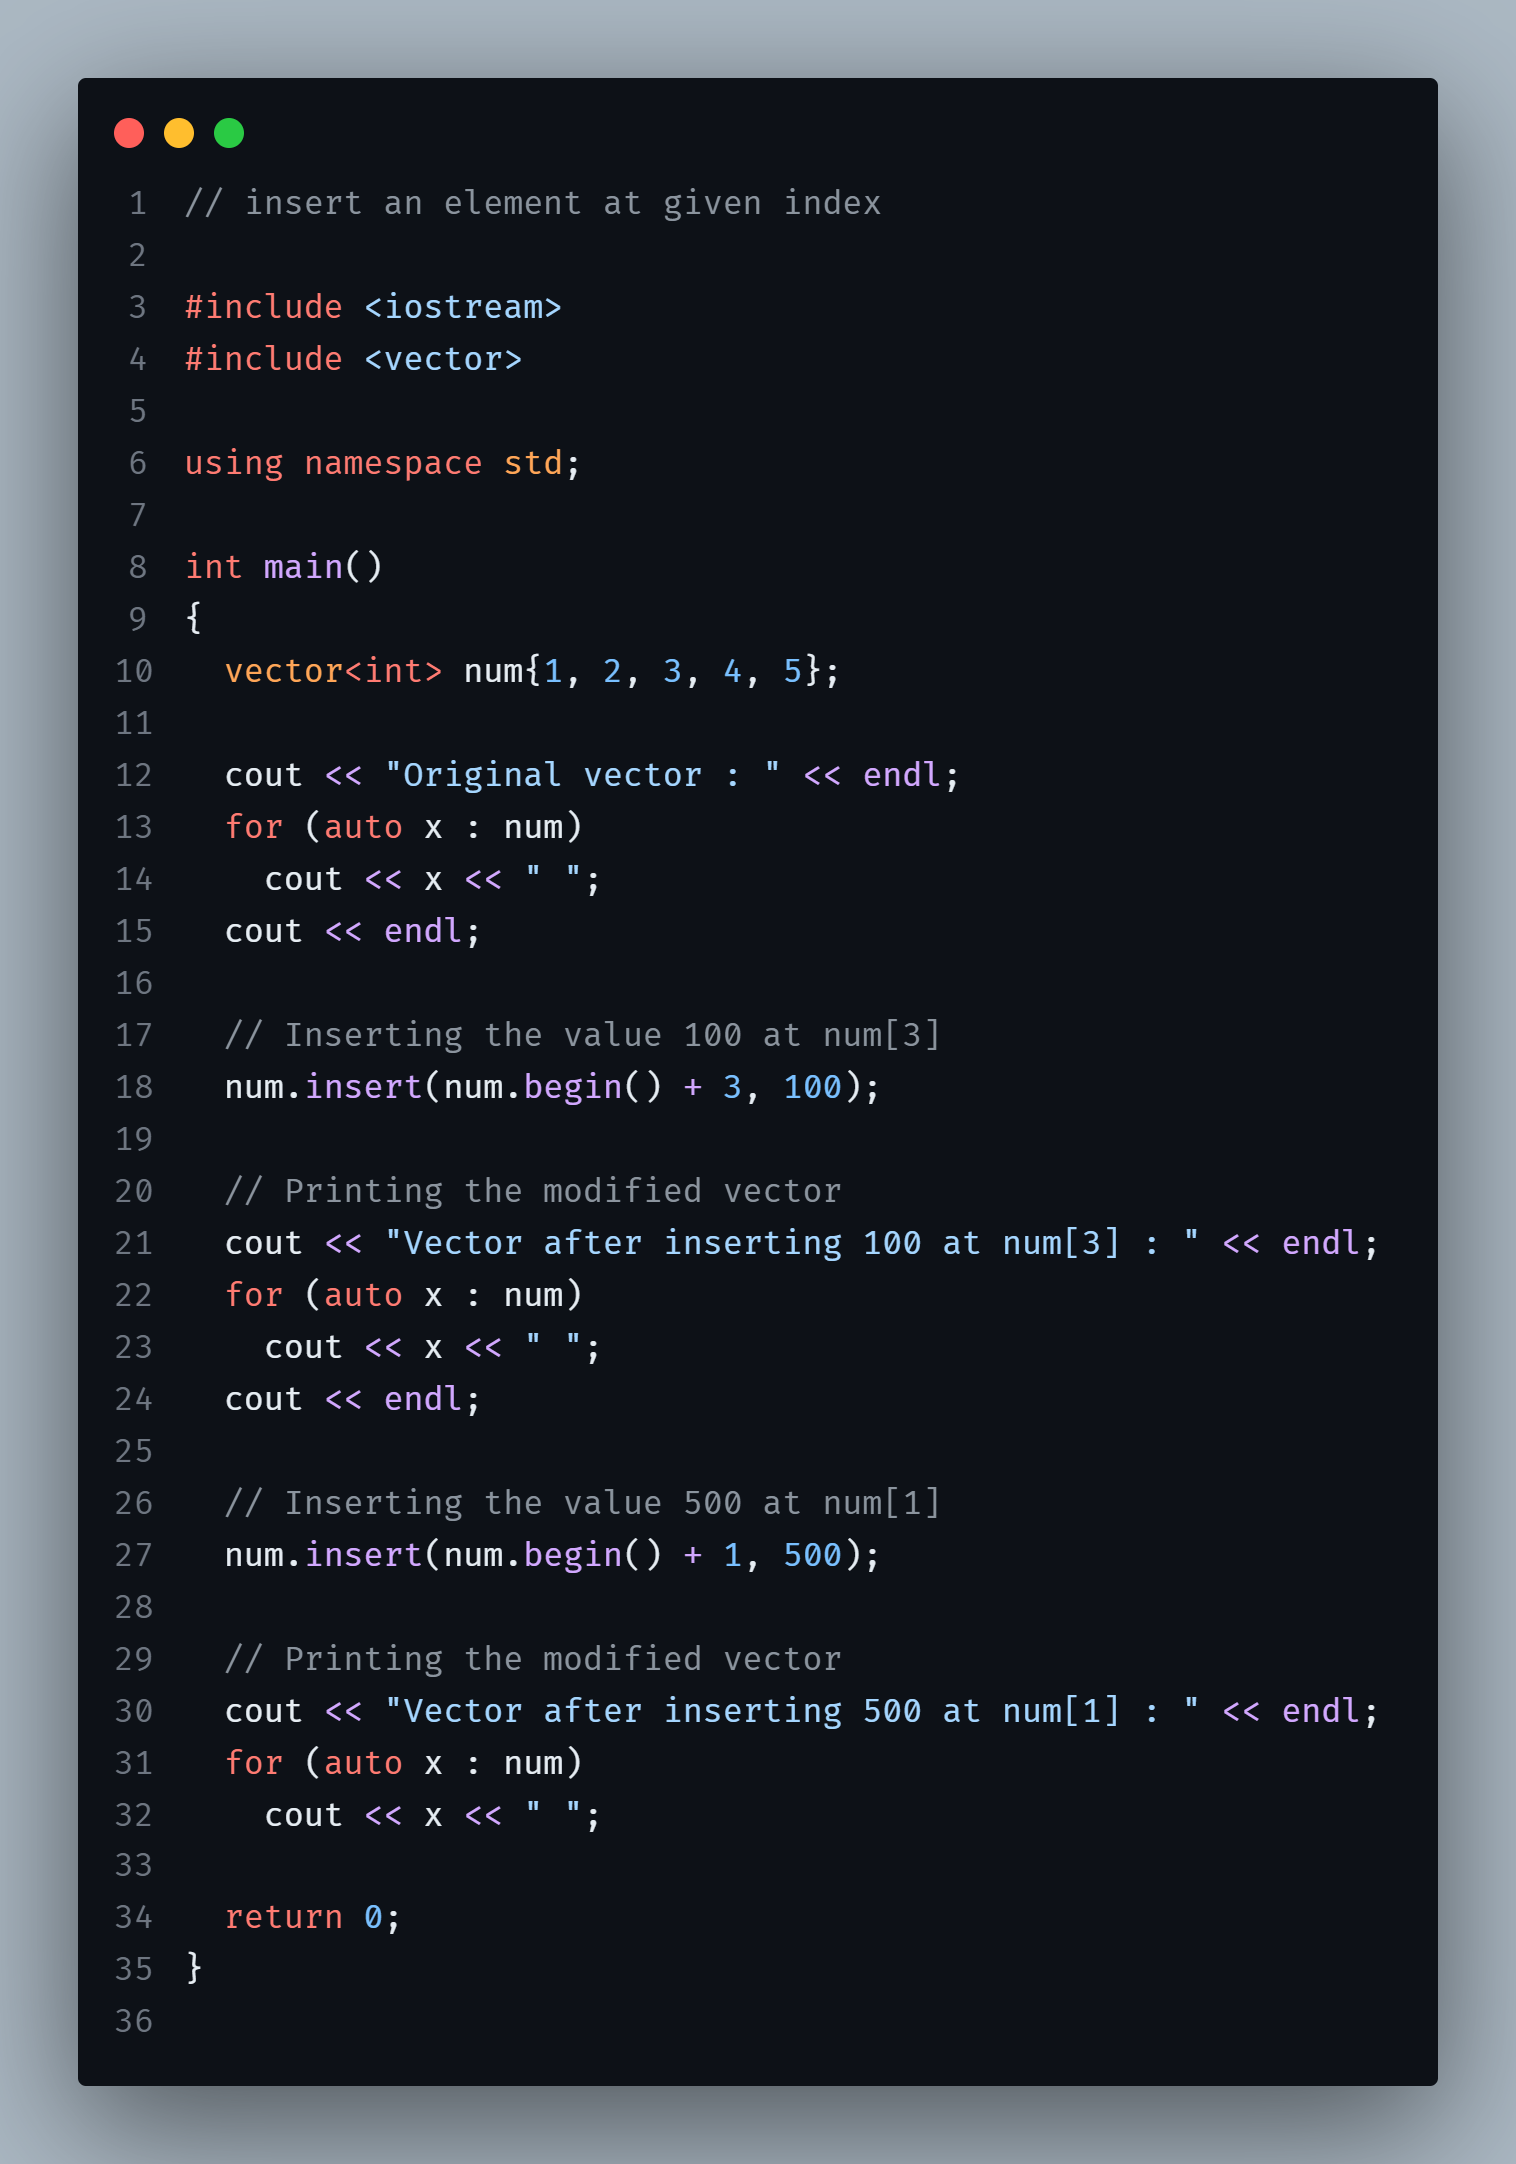 1 // insert an element at given index
2
3 #include <iostream>
4 #include <vector>
5
6 using namespace std;
7
8 int main()
9 {
10   vector<int> num{1, 2, 3, 4, 5};
11
12   cout << "Original vector : " << endl;
13   for (auto x : num)
14     cout << x << " ";
15   cout << endl;
16
17   // Inserting the value 100 at num[3]
18   num.insert(num.begin() + 3, 100);
19
20   // Printing the modified vector
21   cout << "Vector after inserting 100 at num[3] : " << endl;
22   for (auto x : num)
23     cout << x << " ";
24   cout << endl;
25
26   // Inserting the value 500 at num[1]
27   num.insert(num.begin() + 1, 500);
28
29   // Printing the modified vector
30   cout << "Vector after inserting 500 at num[1] : " << endl;
31   for (auto x : num)
32     cout << x << " ";
33
34   return 0;
35 }
36